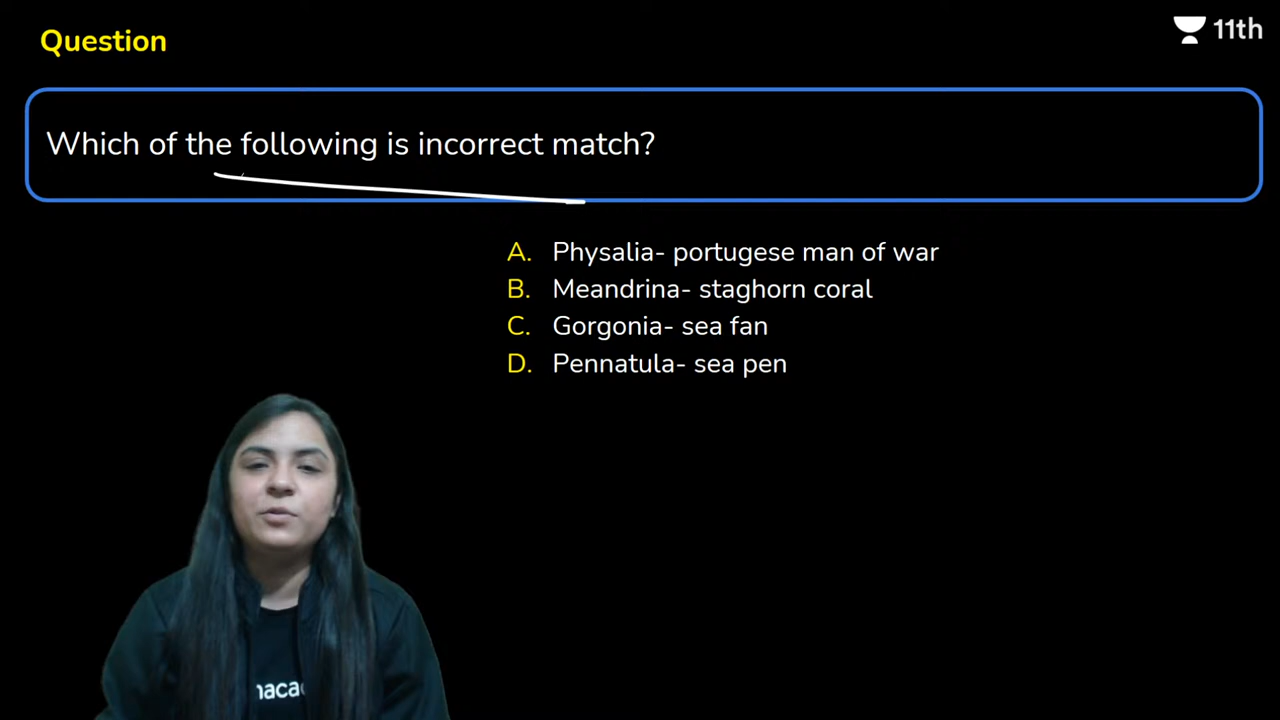 Question
11th
Which of the following is incorrect match?
A. Physalia- portugese man of war
B. Meandrina- staghorn coral
C. Gorgonia- sea fan
D. Pennatula- sea pen